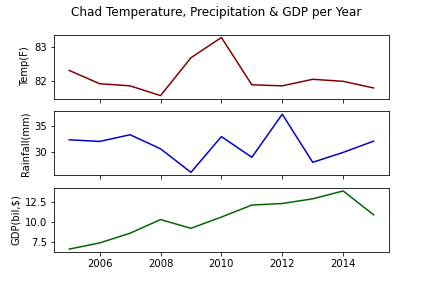 Chad Temperature, Precipitation & GDP per Year
Temp(F)
83
82
Rainfall(mm)
35
30
GDP(bil,$)
12.5
10.0
7.5
2006 2008 2010 2012 2014